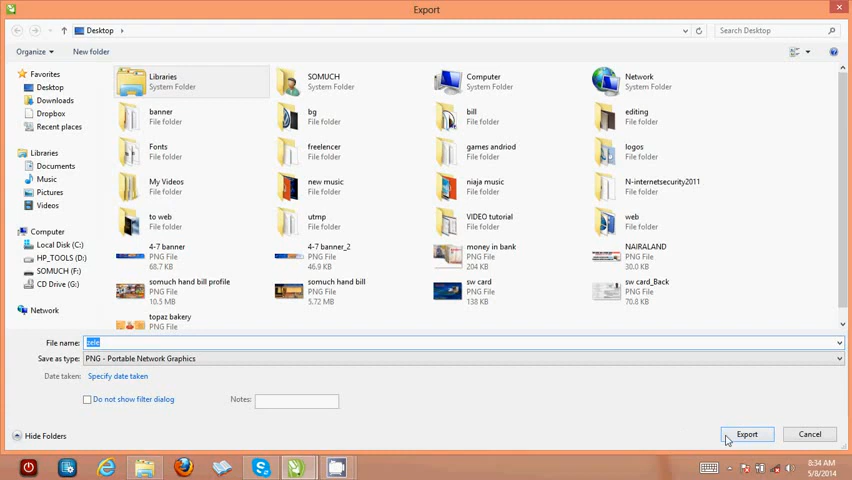 Export
Desktop
Search Desktop
Organize
New folder
Favorites
Desktop
Downloads
Dropbox
Recent places
Libraries
Documents
Music
Pictures
Videos
Computer
Local Disk (C:)
HP_TOOLS (D:)
SOMUCH (F:)
CD Drive (G:)
Network
Libraries
System Folder
SOMUCH
System Folder
Computer
System Folder
Network
System Folder
banner
File folder
bg
File folder
bill
File folder
editing
File folder
Fonts
File folder
freelencer
File folder
games andriod
File folder
logos
File folder
My Videos
File folder
new music
File folder
niaja music
File folder
N-internetsecurity2011
File folder
to web
File folder
utmp
File folder
VIDEO tutorial
File folder
web
File folder
4-7 banner
PNG File
68.7 KB
4-7 banner_2
PNG File
46.9 KB
money in bank
PNG File
204 KB
NAIRALAND
PNG File
30.0 KB
somuch hand bill profile
PNG File
10.5 MB
somuch hand bill
PNG File
5.72 MB
sw card
PNG File
138 KB
sw card_Back
PNG File
70.8 KB
topaz bakery
PNG File
File name: zele
Save as type: PNG - Portable Network Graphics
Date taken: Specify date taken
Do not show filter dialog
Notes:
Hide Folders
Export
Cancel
8:34 AM
5/8/2014